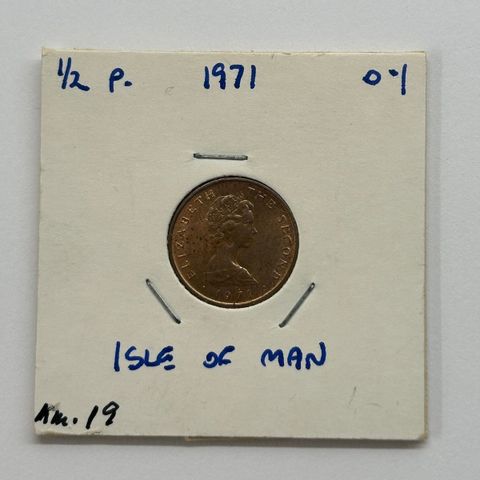 1/2 P. 1971 0·1
ELIZABETH THE SECOND
· 1971 ·
ISLE OF MAN
Km. 19